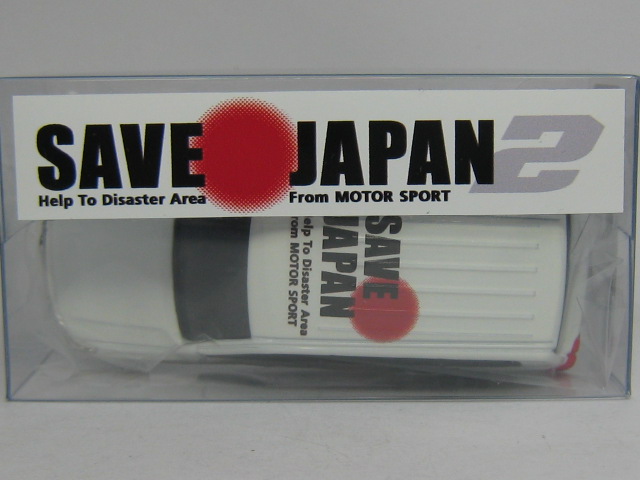 SAVE JAPAN 2
Help To Disaster Area From MOTOR SPORT
SAVE
JAPAN
Help To Disaster Area
From MOTOR SPORT